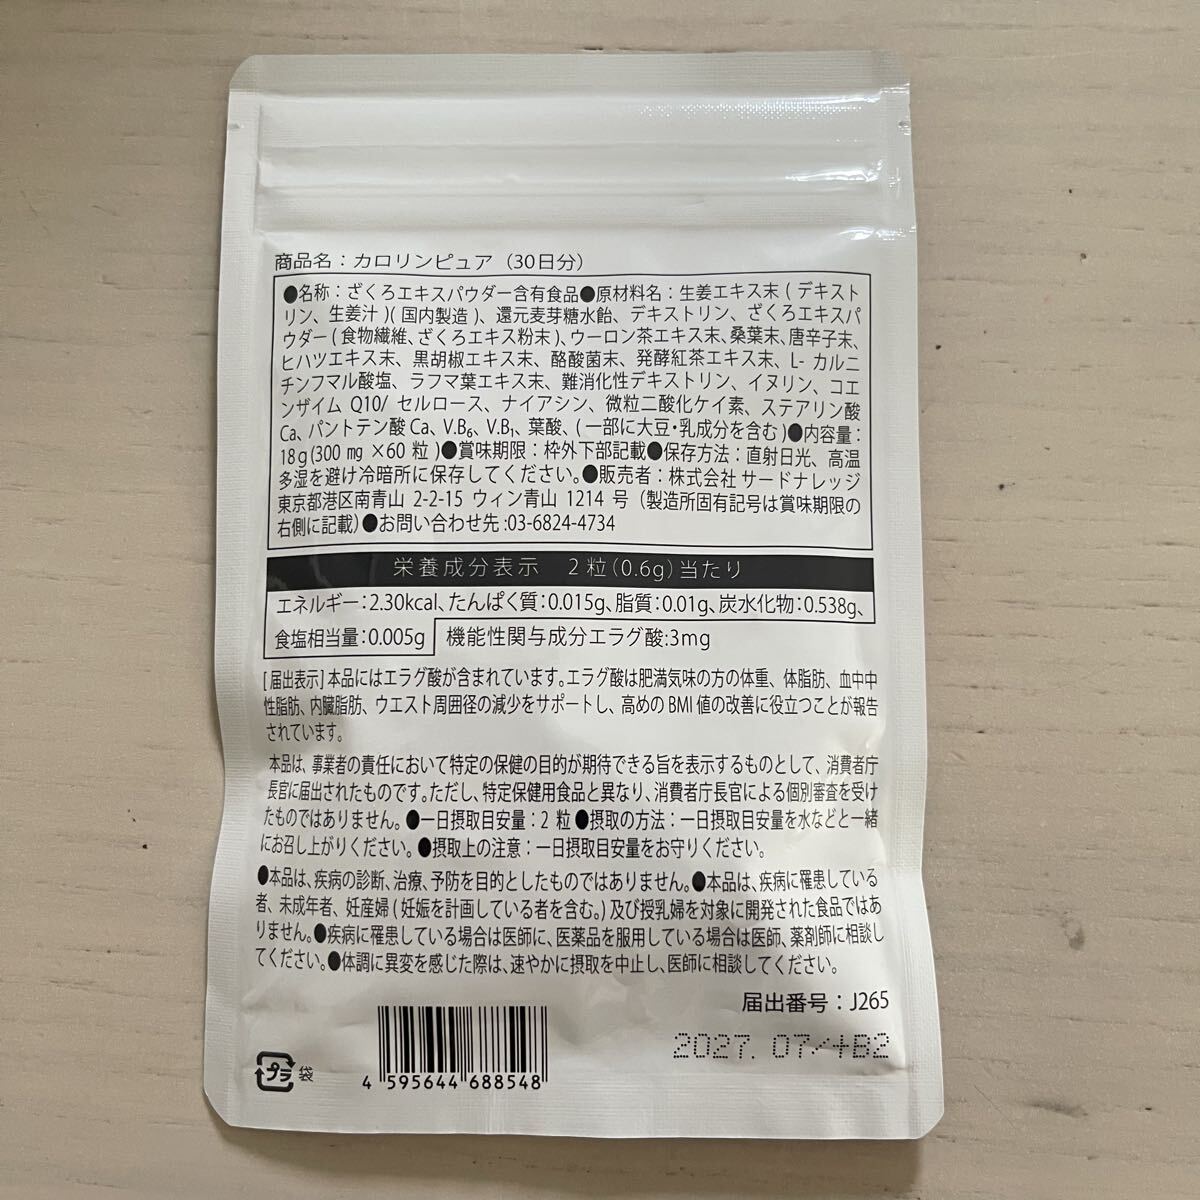 商品名：カロリンピュア（30日分）
●名称：ざくろエキスパウダー含有食品●原材料名：生姜エキス末(デキスト
リン、生姜汁)(国内製造)、還元麦芽糖水飴、デキストリン、ざくろエキスパ
ウダー(食物繊維、ざくろエキス粉末)、ウーロン茶エキス末、桑葉末、唐辛子末、
ヒハツエキス末、黒胡椒エキス末、酪酸菌末、発酵紅茶エキス末、L-カルニ
チンフマル酸塩、ラフマ葉エキス末、難消化性デキストリン、イヌリン、コエ
ンザイムQ10/セルロース、ナイアシン、微粒二酸化ケイ素、ステアリン酸
Ca、パントテン酸Ca、V.B₆、V.B₁、葉酸、(一部に大豆・乳成分を含む)●内容量：
18g(300㎎×60粒)●賞味期限：枠外下部記載●保存方法：直射日光、高温
多湿を避け冷暗所に保存してください。●販売者：株式会社サードナレッジ
東京都港区南青山2-2-15ウィン青山1214号（製造所固有記号は賞味期限の
右側に記載）●お問い合わせ先:03-6824-4734
栄養成分表示　2粒(0.6g)当たり
エネルギー：2.30kcal、たんぱく質：0.015g、脂質：0.01g、炭水化物：0.538g、
食塩相当量：0.005g　機能性関与成分エラグ酸:3mg
[届出表示]本品にはエラグ酸が含まれています。エラグ酸は肥満気味の方の体重、体脂肪、血中中
性脂肪、内臓脂肪、ウエスト周囲径の減少をサポートし、高めのBMI値の改善に役立つことが報告
されています。
本品は、事業者の責任において特定の保健の目的が期待できる旨を表示するものとして、消費者庁
長官に届出されたものです。ただし、特定保健用食品と異なり、消費者庁長官による個別審査を受け
たものではありません。●一日摂取目安量：2粒●摂取の方法：一日摂取目安量を水などと一緒
にお召し上がりください。●摂取上の注意：一日摂取目安量をお守りください。
●本品は、疾病の診断、治療、予防を目的としたものではありません。●本品は、疾病に罹患している
者、未成年者、妊産婦(妊娠を計画している者を含む。)及び授乳婦を対象に開発された食品ではあ
りません。●疾病に罹患している場合は医師に、医薬品を服用している場合は医師、薬剤師に相談し
てください。●体調に異変を感じた際は、速やかに摂取を中止し、医師に相談してください。
届出番号：J265
2027. 07/+B2
プラ 袋
4 595644 688548